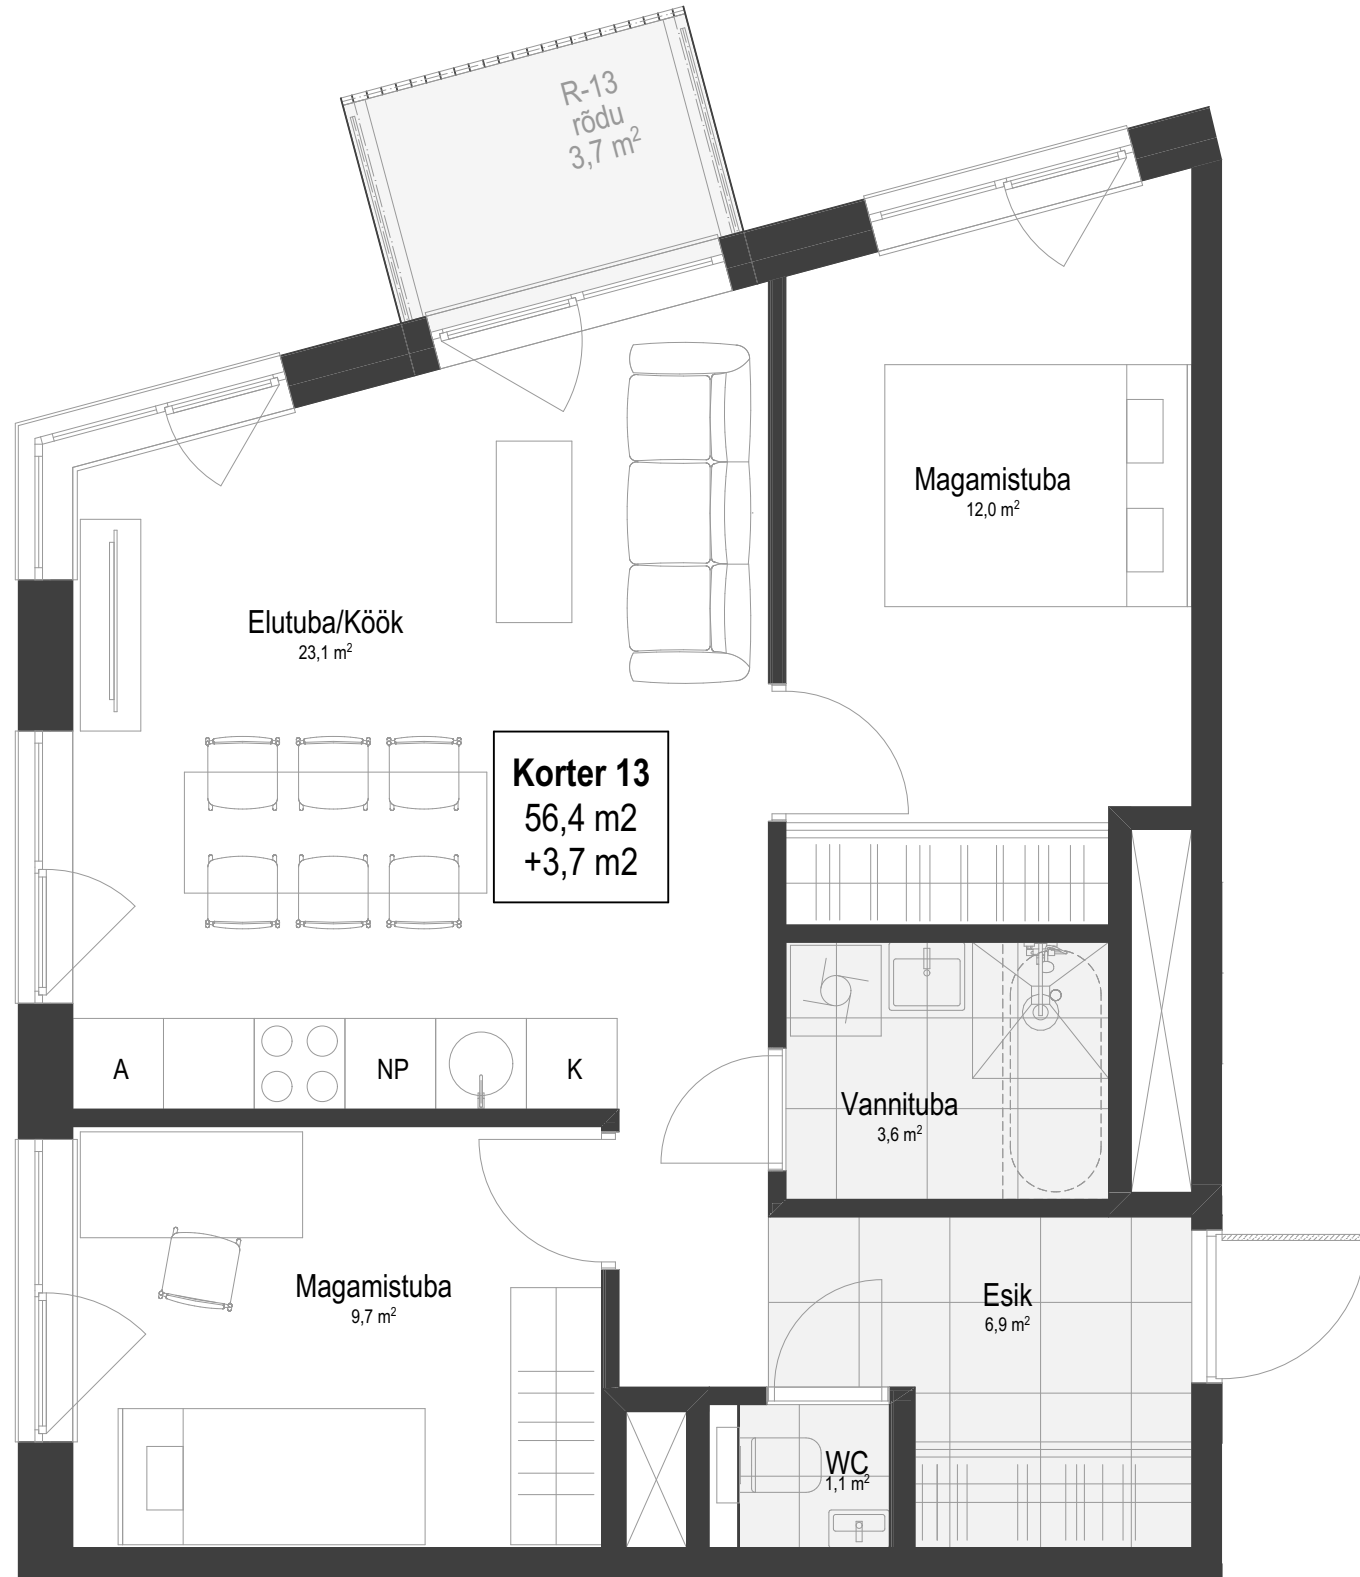 R-13
rõdu
3,7 m²
Magamistuba
12,0 m²
Elutuba/Köök
23,1 m²
Korter 13
56,4 m2
+3,7 m2
A
NP
K
Vannituba
3,6 m²
Magamistuba
9,7 m²
Esik
6,9 m²
WC
1,1 m²